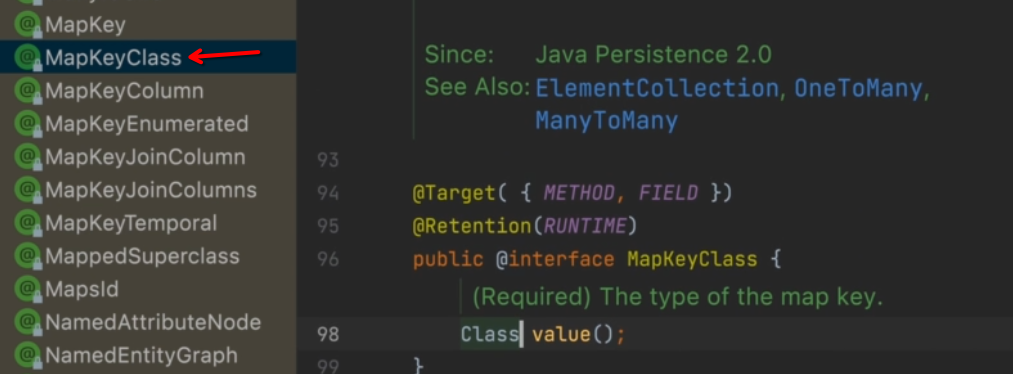 MapKey
MapKeyClass
MapKeyColumn
MapKeyEnumerated
MapKeyJoinColumn
MapKeyJoinColumns
MapKeyTemporal
MappedSuperclass
MapsId
NamedAttributeNode
NamedEntityGraph
Since: Java Persistence 2.0
See Also: ElementCollection, OneToMany,
ManyToMany
93
94 @Target( { METHOD, FIELD })
95 @Retention(RUNTIME)
96 public @interface MapKeyClass {
(Required) The type of the map key.
98 Class value();
99 }